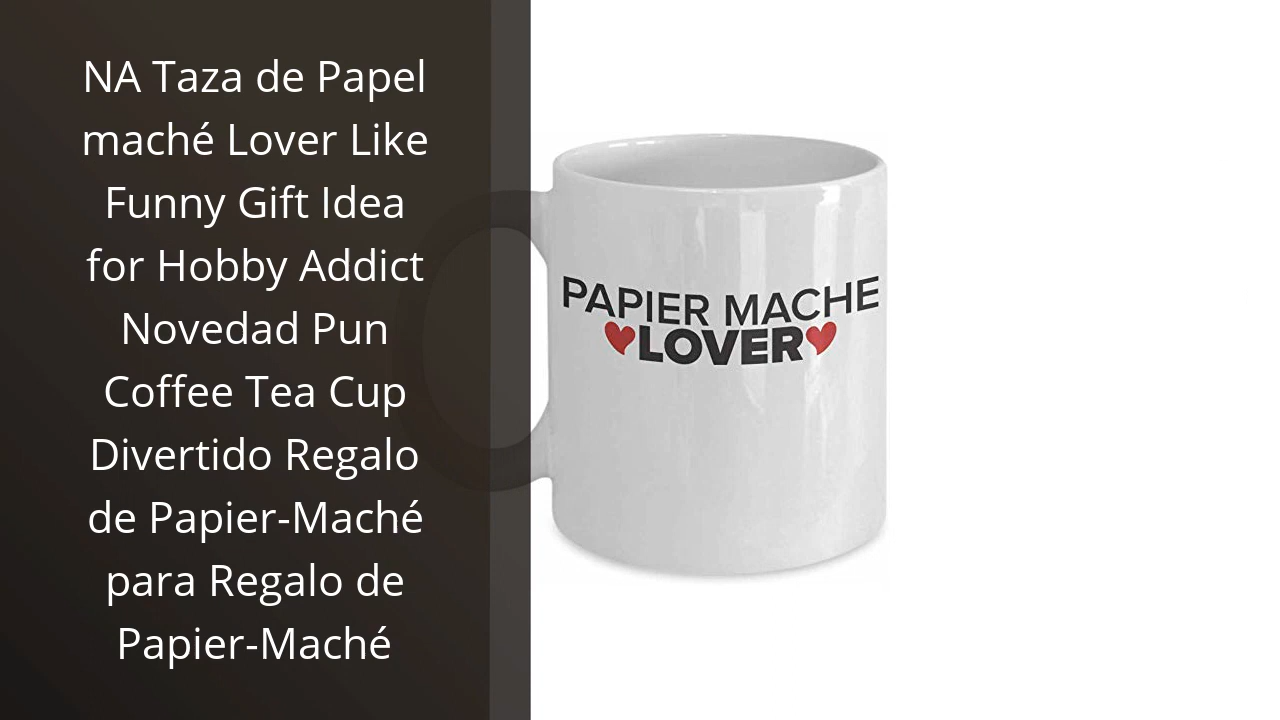 NA Taza de Papel
maché Lover Like
Funny Gift Idea
for Hobby Addict
Novedad Pun
Coffee Tea Cup
Divertido Regalo
de Papier-Maché
para Regalo de
Papier-Maché
PAPIER MACHE
LOVER